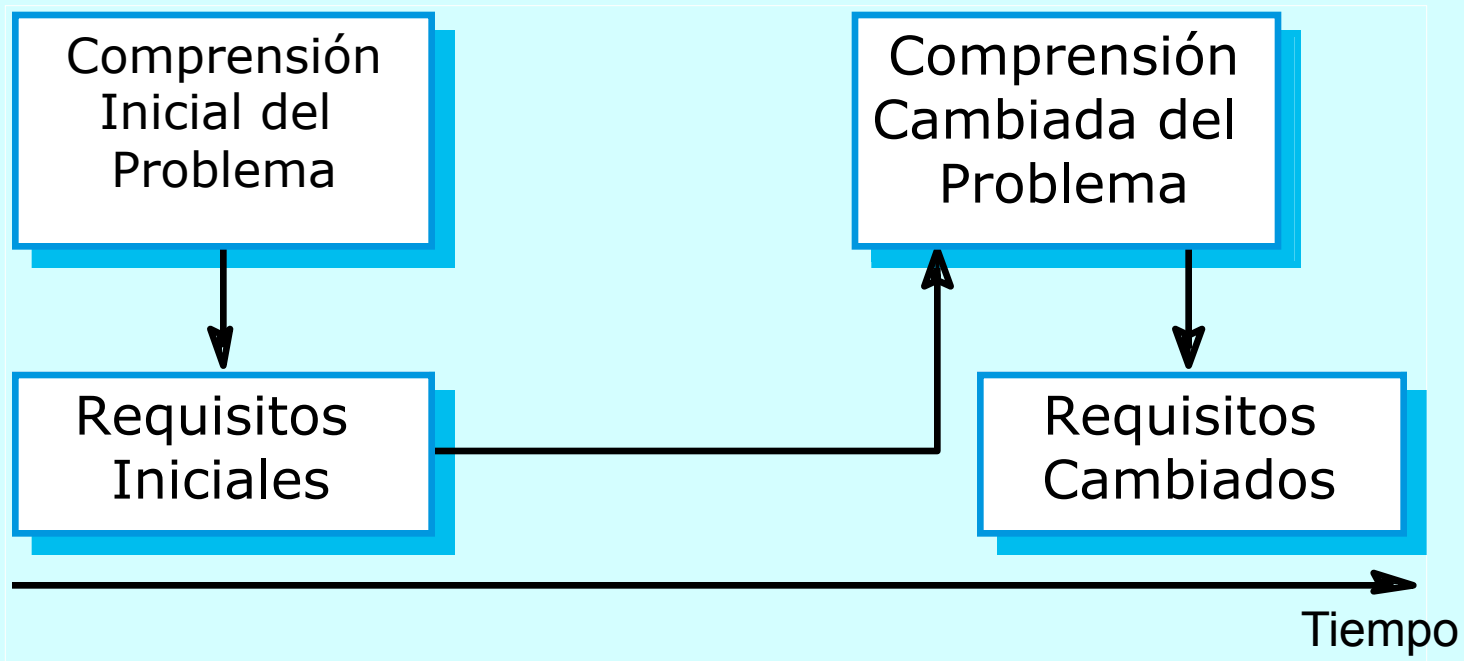 Comprensión
Inicial del
Problema
Requisitos
Iniciales
Comprensión
Cambiada del
Problema
Requisitos
Cambiados
Tiempo